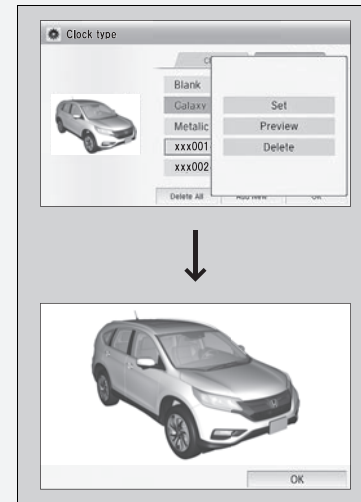 Clock type
Blank
Galaxy
Metalic
xxx001
xxx002
Set
Preview
Delete
Delete All
Add New
OK
OK